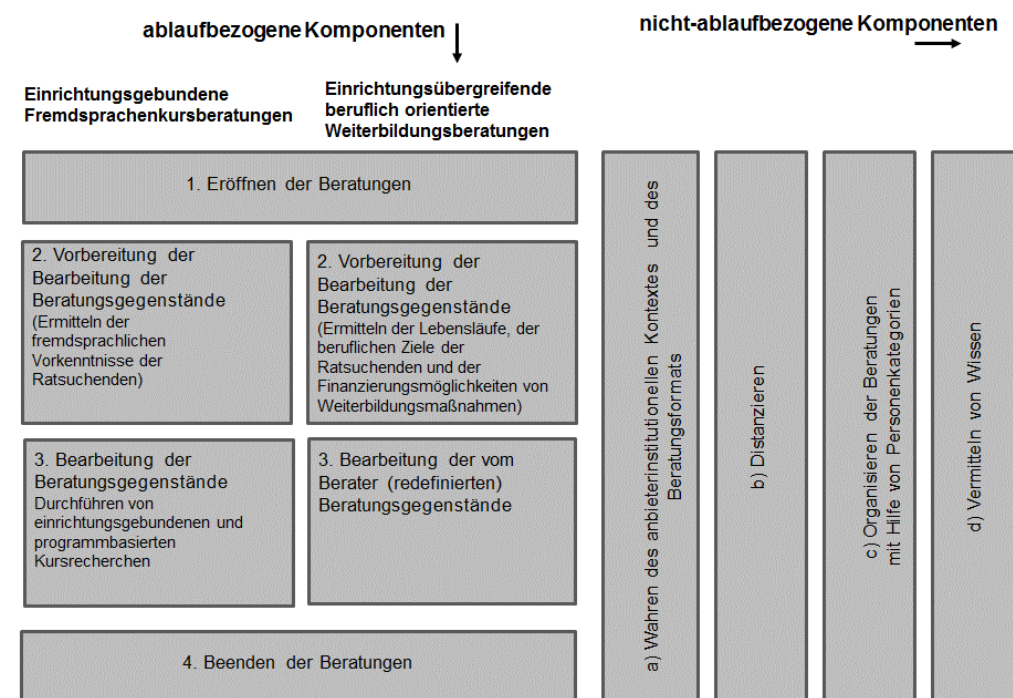 ablaufbezogene Komponenten
nicht-ablaufbezogene Komponenten
Einrichtungsgebundene
Fremdsprachenkursberatungen
Einrichtungsübergreifende
beruflich orientierte
Weiterbildungsberatungen
1. Eröffnen der Beratungen
2. Vorbereitung der
Bearbeitung der
Beratungsgegenstände
(Ermitteln der
fremdsprachlichen
Vorkenntnisse der
Ratsuchenden)
2. Vorbereitung der
Bearbeitung der
Beratungsgegenstände
(Ermitteln der Lebensläufe, der
beruflichen Ziele der
Ratsuchenden und der
Finanzierungsmöglichkeiten von
Weiterbildungsmaßnahmen)
3. Bearbeitung der
Beratungsgegenstände
Durchführen von
einrichtungsgebundenen und
programmbasierten
Kursrecherchen
3. Bearbeitung der vom
Berater (redefinierten)
Beratungsgegenstände
4. Beenden der Beratungen
a) Wahren des anbieterinstitutionellen Kontextes und des
Beratungsformats
b) Distanzieren
c) Organisieren der Beratungen
mit Hilfe von Personenkategorien
d) Vermitteln von Wissen